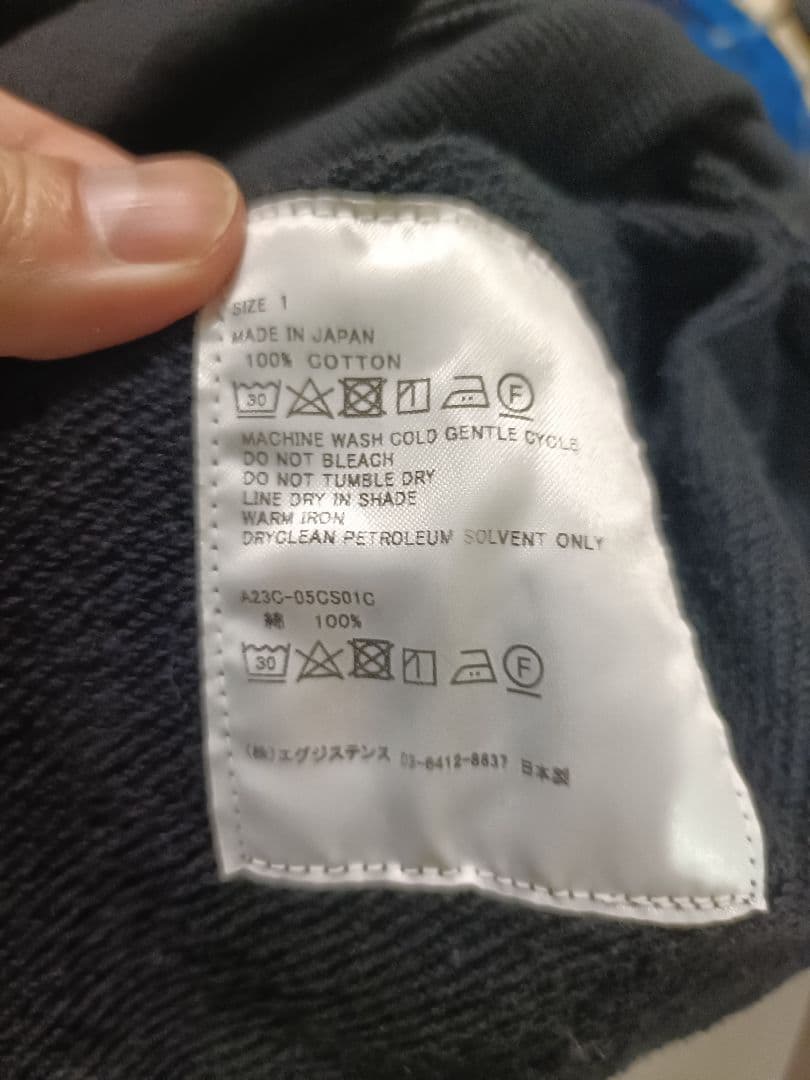 SIZE 1
MADE IN JAPAN
100% COTTON
30 F
MACHINE WASH COLD GENTLE CYCLE
DO NOT BLEACH
DO NOT TUMBLE DRY
LINE DRY IN SHADE
WARM IRON
DRYCLEAN PETROLEUM SOLVENT ONLY
A23C-05CS01C
綿 100%
30 F
(株)エグジステンス 03-6412-8837 日本製